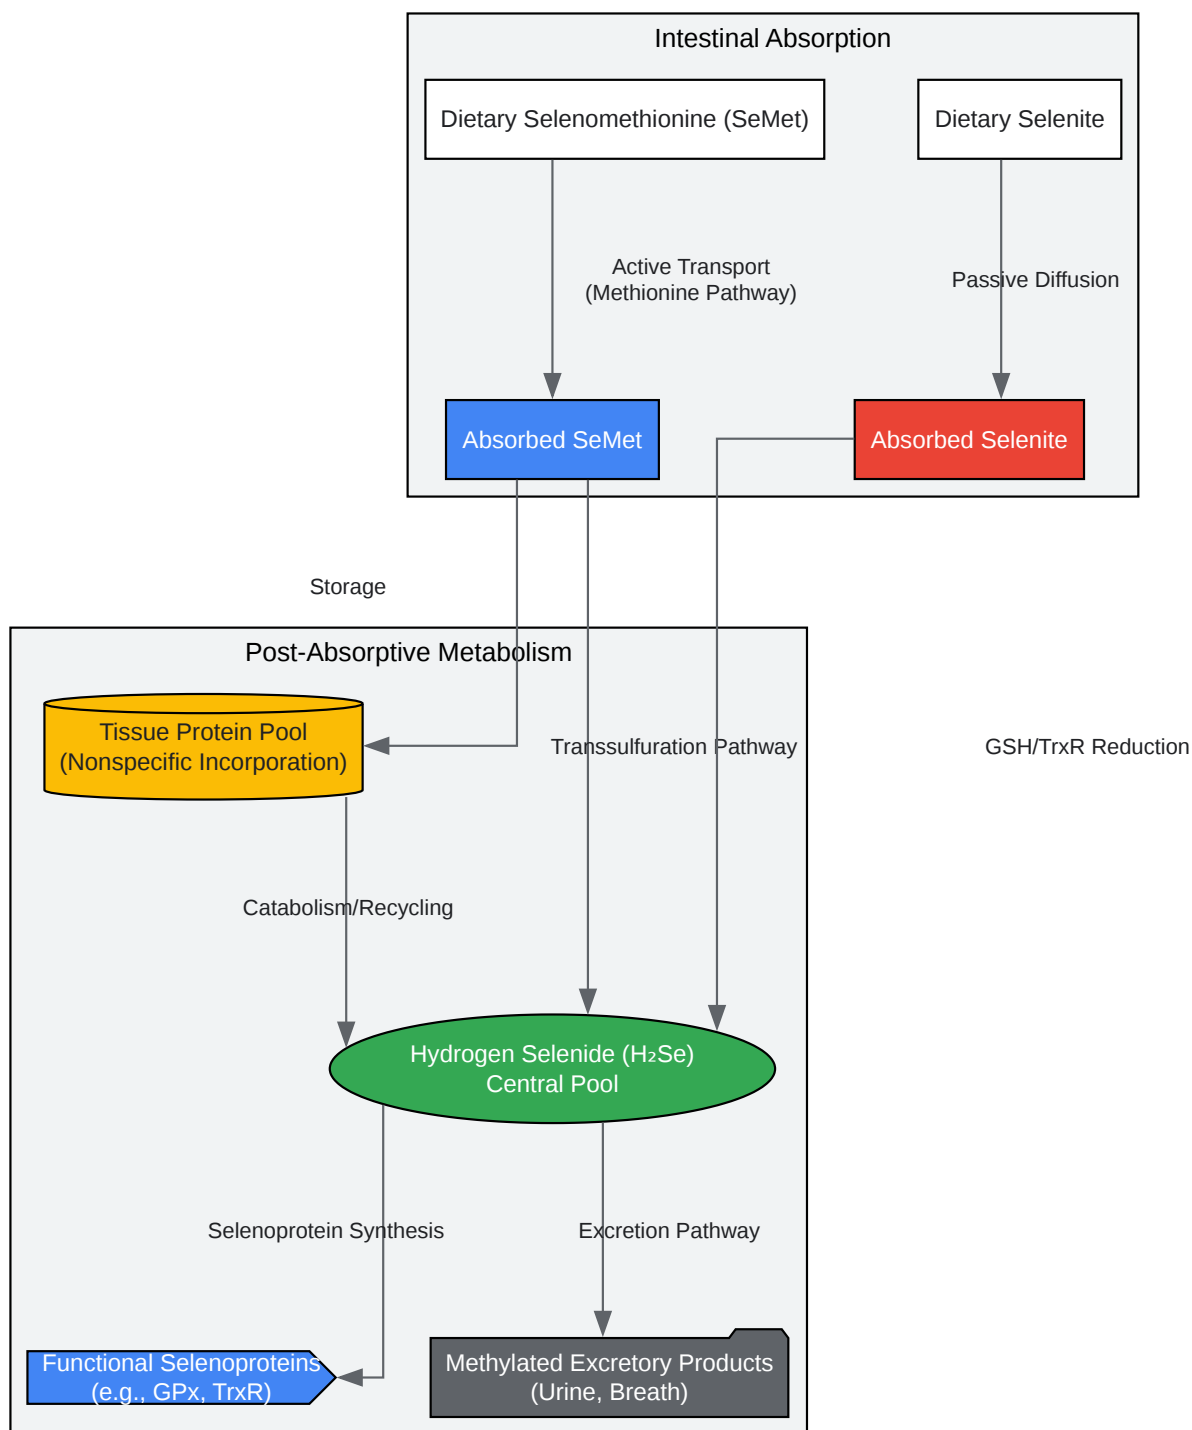 Intestinal Absorption
Dietary Selenomethionine (SeMet)
Dietary Selenite
Active Transport
(Methionine Pathway)
Passive Diffusion
Absorbed SeMet
Absorbed Selenite
Storage
Post-Absorptive Metabolism
Tissue Protein Pool
(Nonspecific Incorporation)
Transsulfuration Pathway
GSH/TrxR Reduction
Catabolism/Recycling
Hydrogen Selenide (H₂Se)
Central Pool
Selenoprotein Synthesis
Excretion Pathway
Functional Selenoproteins
(e.g., GPx, TrxR)
Methylated Excretory Products
(Urine, Breath)